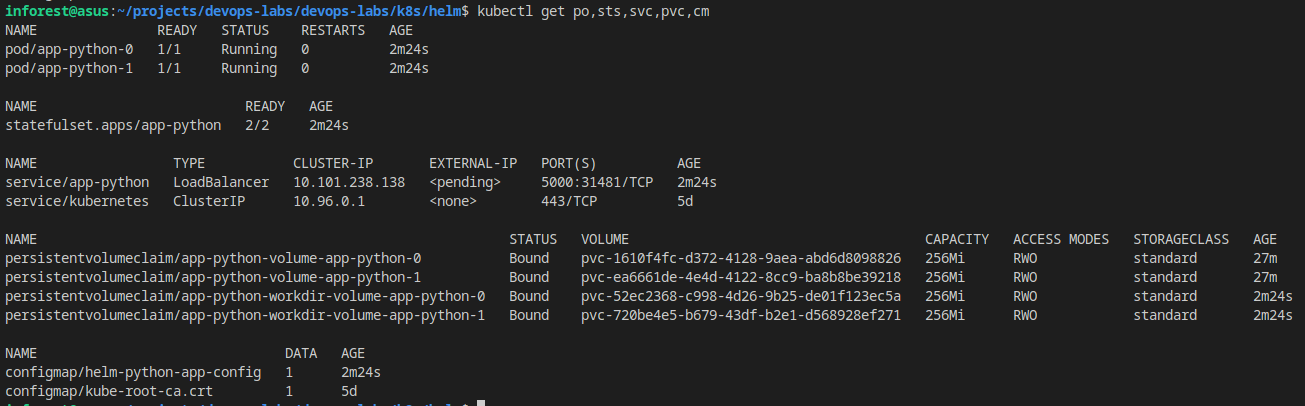 inforest@asus:~/projects/devops-labs/devops-labs/k8s/helm$ kubectl get po,sts,svc,pvc,cm
NAME READY STATUS RESTARTS AGE
pod/app-python-0 1/1 Running 0 2m24s
pod/app-python-1 1/1 Running 0 2m24s
NAME READY AGE
statefulset.apps/app-python 2/2 2m24s
NAME TYPE CLUSTER-IP EXTERNAL-IP PORT(S) AGE
service/app-python LoadBalancer 10.101.238.138 <pending> 5000:31481/TCP 2m24s
service/kubernetes ClusterIP 10.96.0.1 <none> 443/TCP 5d
NAME STATUS VOLUME CAPACITY ACCESS MODES STORAGECLASS AGE
persistentvolumeclaim/app-python-volume-app-python-0 Bound pvc-1610f4fc-d372-4128-9aea-abd6d8098826 256Mi RWO standard 27m
persistentvolumeclaim/app-python-volume-app-python-1 Bound pvc-ea6661de-4e4d-4122-8cc9-ba8b8be39218 256Mi RWO standard 27m
persistentvolumeclaim/app-python-workdir-volume-app-python-0 Bound pvc-52ec2368-c998-4d26-9b25-de01f123ec5a 256Mi RWO standard 2m24s
persistentvolumeclaim/app-python-workdir-volume-app-python-1 Bound pvc-720be4e5-b679-43df-b2e1-d568928ef271 256Mi RWO standard 2m24s
NAME DATA AGE
configmap/helm-python-app-config 1 2m24s
configmap/kube-root-ca.crt 1 5d